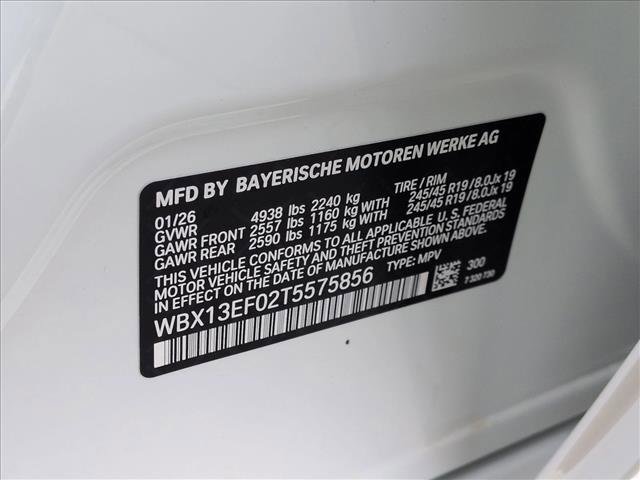 MFD BY BAYERISCHE MOTOREN WERKE AG
01/26 TIRE / RIM
GVWR 4938 lbs 2240 kg
GAWR FRONT 2557 lbs 1160 kg WITH 245/45 R19 / 8.0Jx 19
GAWR REAR 2590 lbs 1175 kg WITH 245/45 R19 / 8.0Jx 19
THIS VEHICLE CONFORMS TO ALL APPLICABLE U.S. FEDERAL
MOTOR VEHICLE SAFETY AND THEFT PREVENTION STANDARDS
IN EFFECT ON THE DATE OF MANUFACTURE SHOWN ABOVE.
WBX13EF02T5575856 TYPE: MPV
300
7 320 730